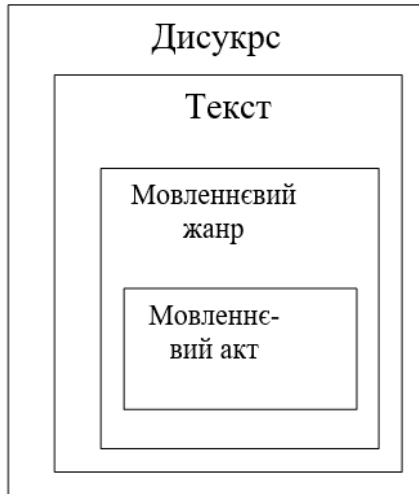 Дисукрс
Текст
Мовленнєвий
жанр
Мовленнє-
вий акт